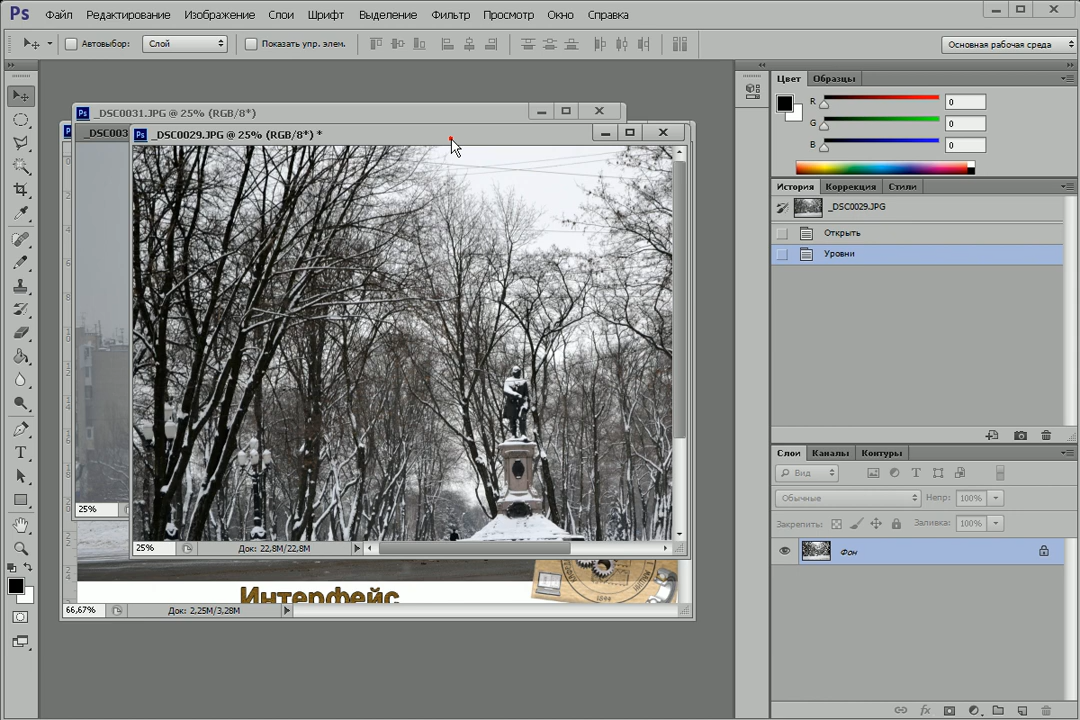 Ps Файл Редактирование Изображение Слои Шрифт Выделение Фильтр Просмотр Окно Справка
Автовыбор: Слой Показать упр. элем. Основная рабочая среда
_DSC0031.JPG @ 25% (RGB/8*)
_DSC003
_DSC0029.JPG @ 25% (RGB/8*) *
25%
25% Док: 22,8M/22,8M
Интерфейс
66,67% Док: 2,25M/3,28M
Цвет Образцы
R 0
G 0
B 0
История Коррекция Стили
_DSC0029.JPG
Открыть
Уровни
Слои Каналы Контуры
Вид
Обычные Непр: 100%
Закрепить: Заливка: 100%
Фон